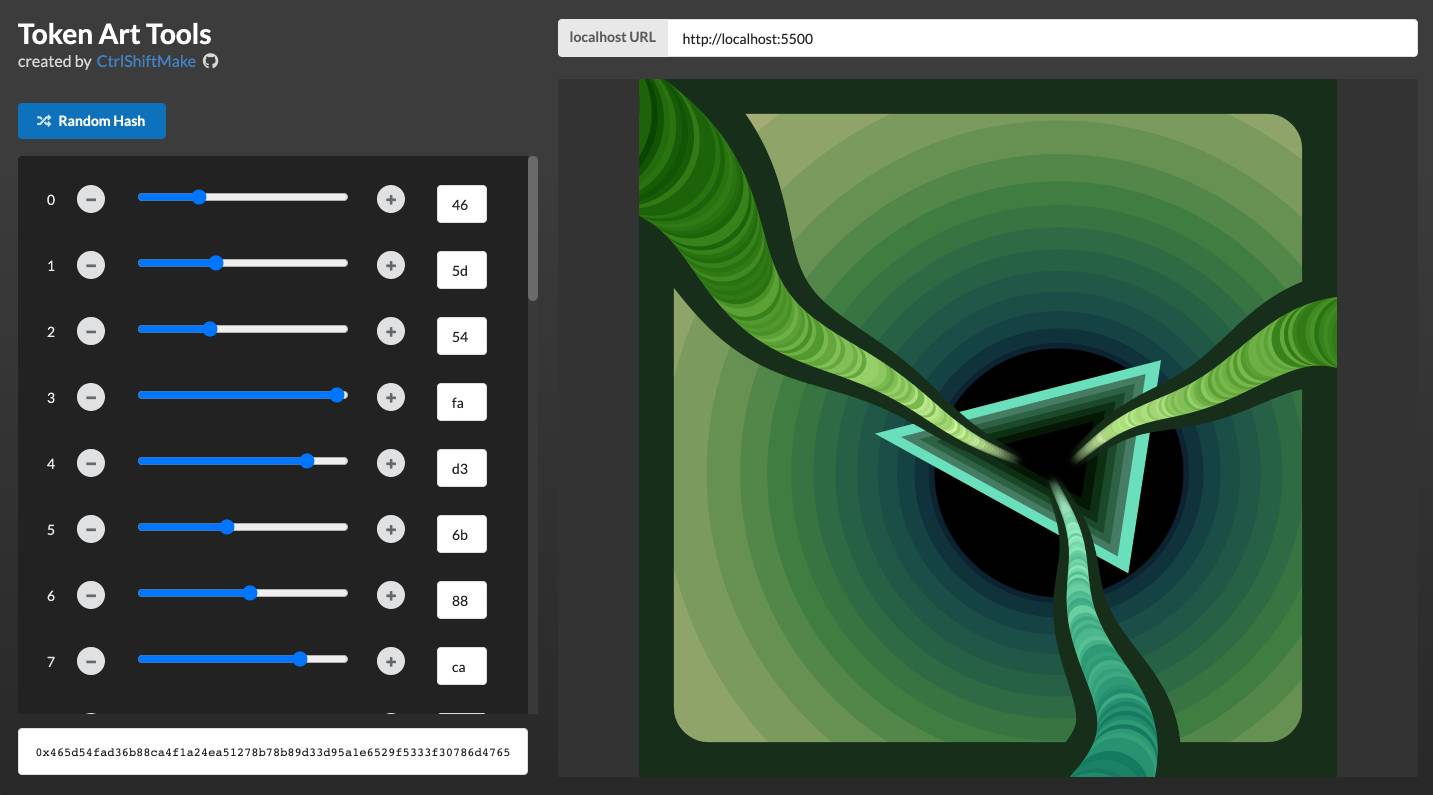 Token Art Tools
created by CtrlShiftMake
Random Hash
0 46
1 5d
2 54
3 fa
4 d3
5 6b
6 88
7 ca
0x465d54fad36b88ca4f1a24ea51278b78b89d33d95a1e6529f5333f30786d4765
localhost URL http://localhost:5500